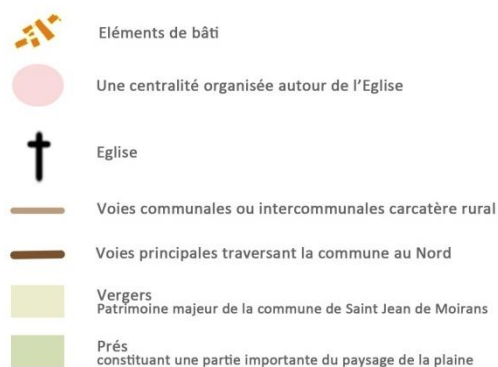 Eléments de bâti
Une centralité organisée autour de l'Eglise
Eglise
Voies communales ou intercommunales carcatère rural
Voies principales traversant la commune au Nord
Vergers
Patrimoine majeur de la commune de Saint Jean de Moirans
Prés
constituant une partie importante du paysage de la plaine